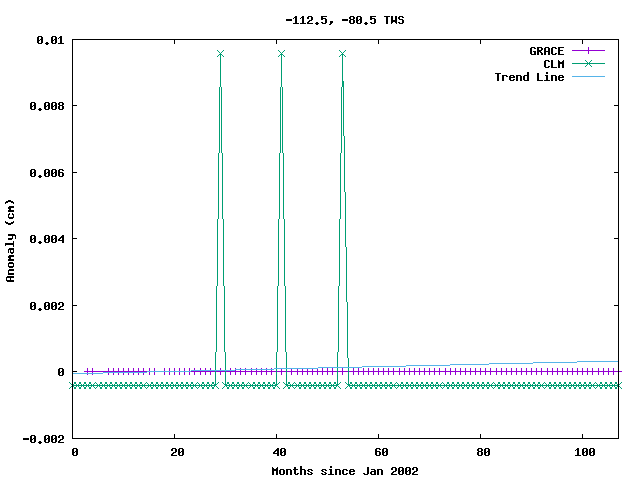 -112.5, -80.5 TWS
GRACE
CLM
Trend Line
0.01
0.008
0.006
0.004
0.002
0
-0.002
Anomaly (cm)
0 20 40 60 80 100
Months since Jan 2002